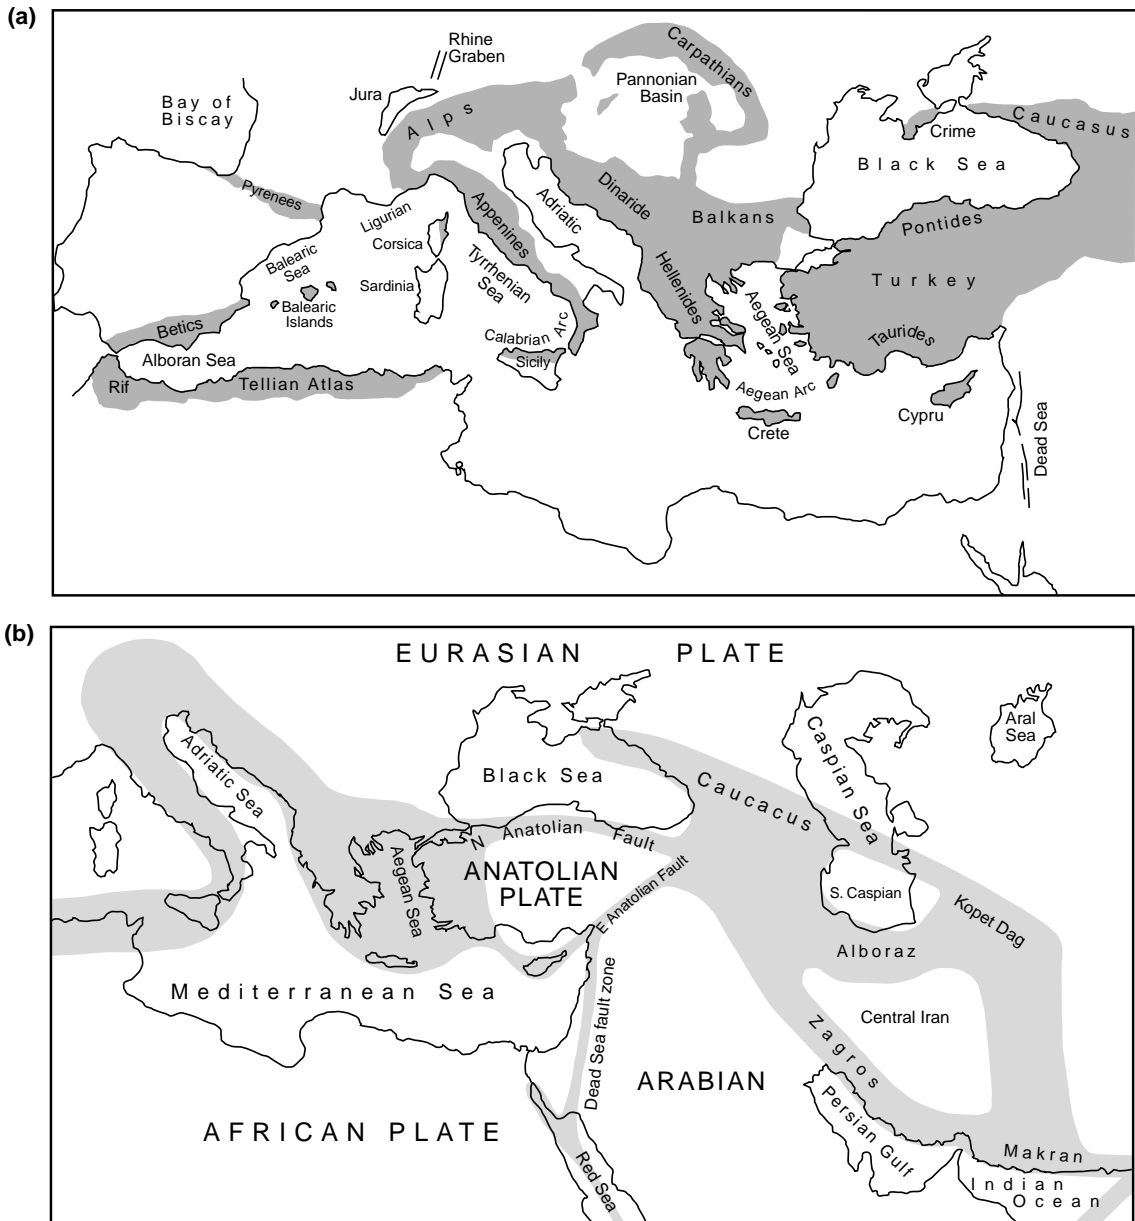 (a)
Rhine
Graben
Carpathians
Pannonian
Basin
Jura
Bay of
Biscay
Alps
Caucasus
Crime
Black Sea
Pyrenees
Dinaride
Adriatic
Appenines
Ligurian
Corsica
Balkans
Pontides
Balearic
Sea
Tyrrhenian
Sea
Sardinia
Hellenides
Turkey
Aegean Sea
Balearic
Islands
Betics
Calabrian Arc
Taurides
Alboran Sea
Sicily
Rif
Tellian Atlas
Aegean Arc
Cypru
Crete
Dead Sea
(b)
EURASIAN PLATE
Aral
Sea
Adriatic Sea
Caspian Sea
Black Sea
Caucacus
N Anatolian Fault
ANATOLIAN
PLATE
Aegean Sea
E Anatolian Fault
S. Caspian
Kopet Dag
Alboraz
Mediterranean Sea
Dead Sea fault zone
Central Iran
Zagros
ARABIAN
Persian Gulf
AFRICAN PLATE
Red Sea
Makran
Indian
Ocean